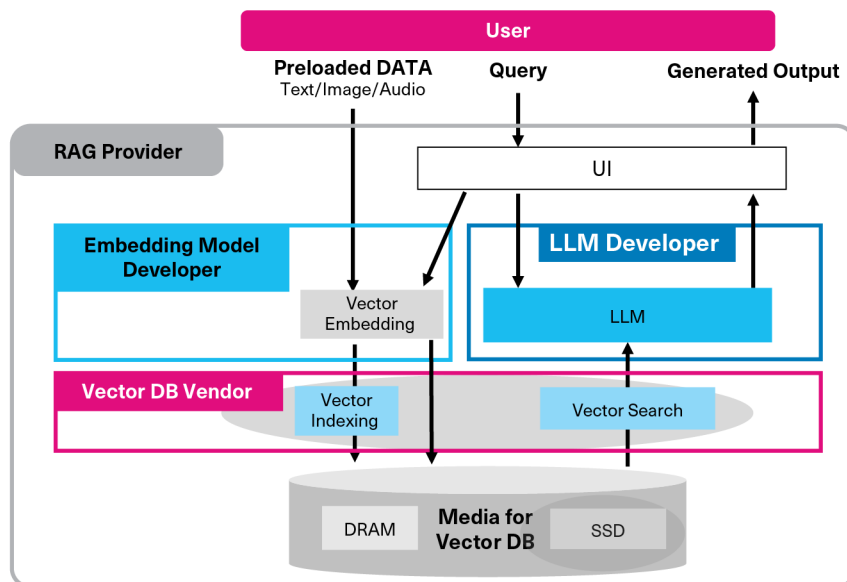 User
Preloaded DATA
Text/Image/Audio
Query
Generated Output
RAG Provider
UI
Embedding Model
Developer
LLM Developer
Vector
Embedding
LLM
Vector DB Vendor
Vector
Indexing
Vector Search
DRAM
Media for
Vector DB
SSD